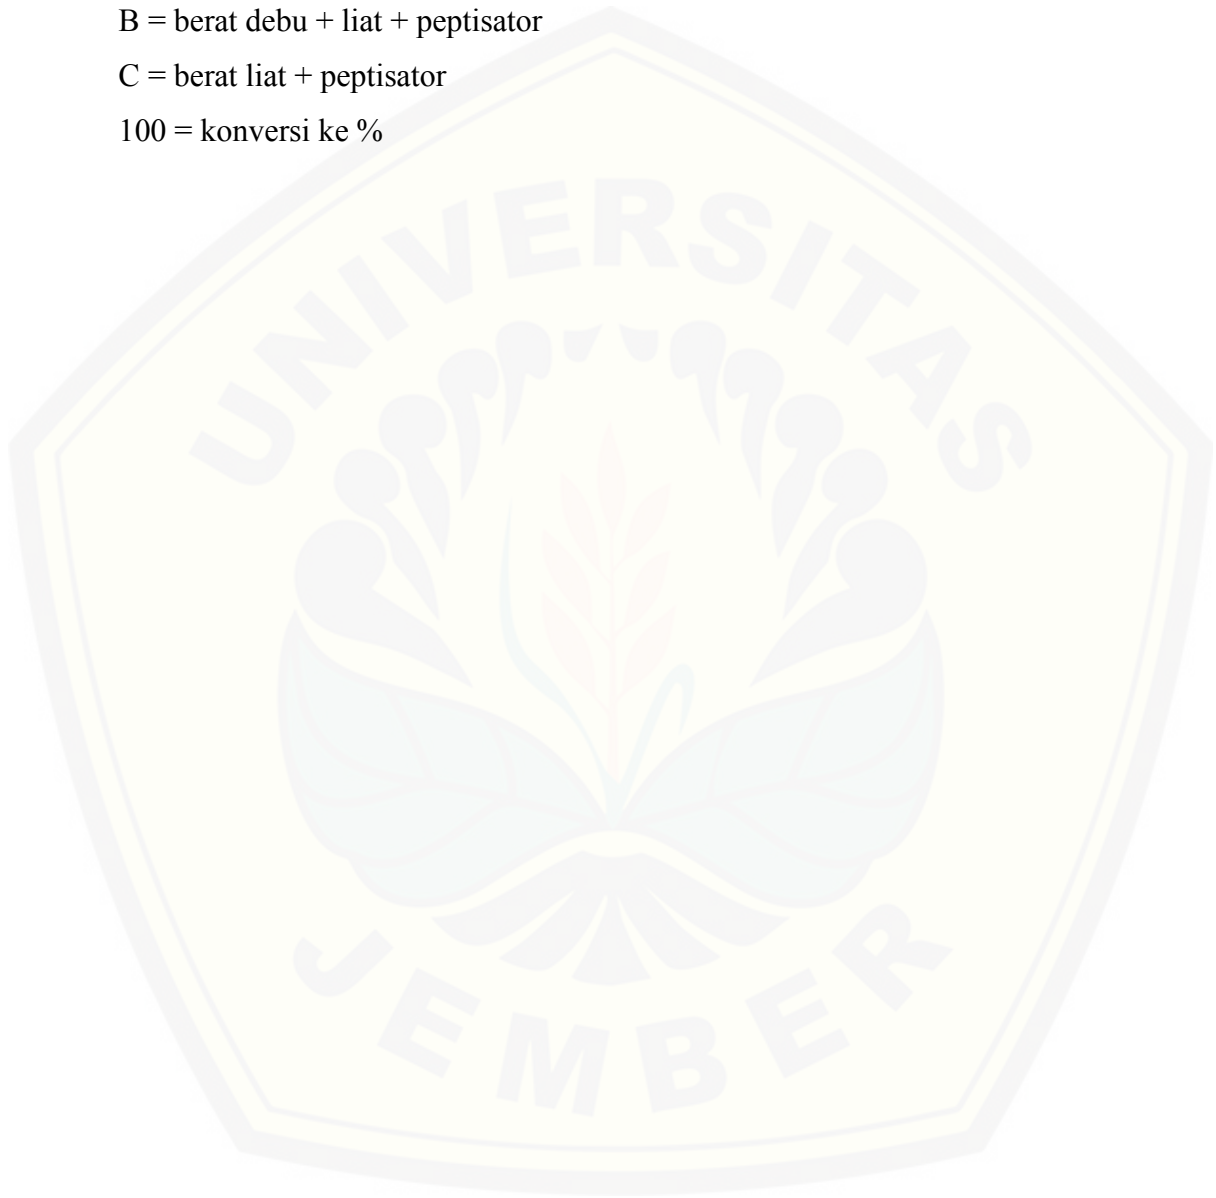 B = berat debu + liat + peptisator
C = berat liat + peptisator
100 = konversi ke %
UNIVERSITAS
JEMBER